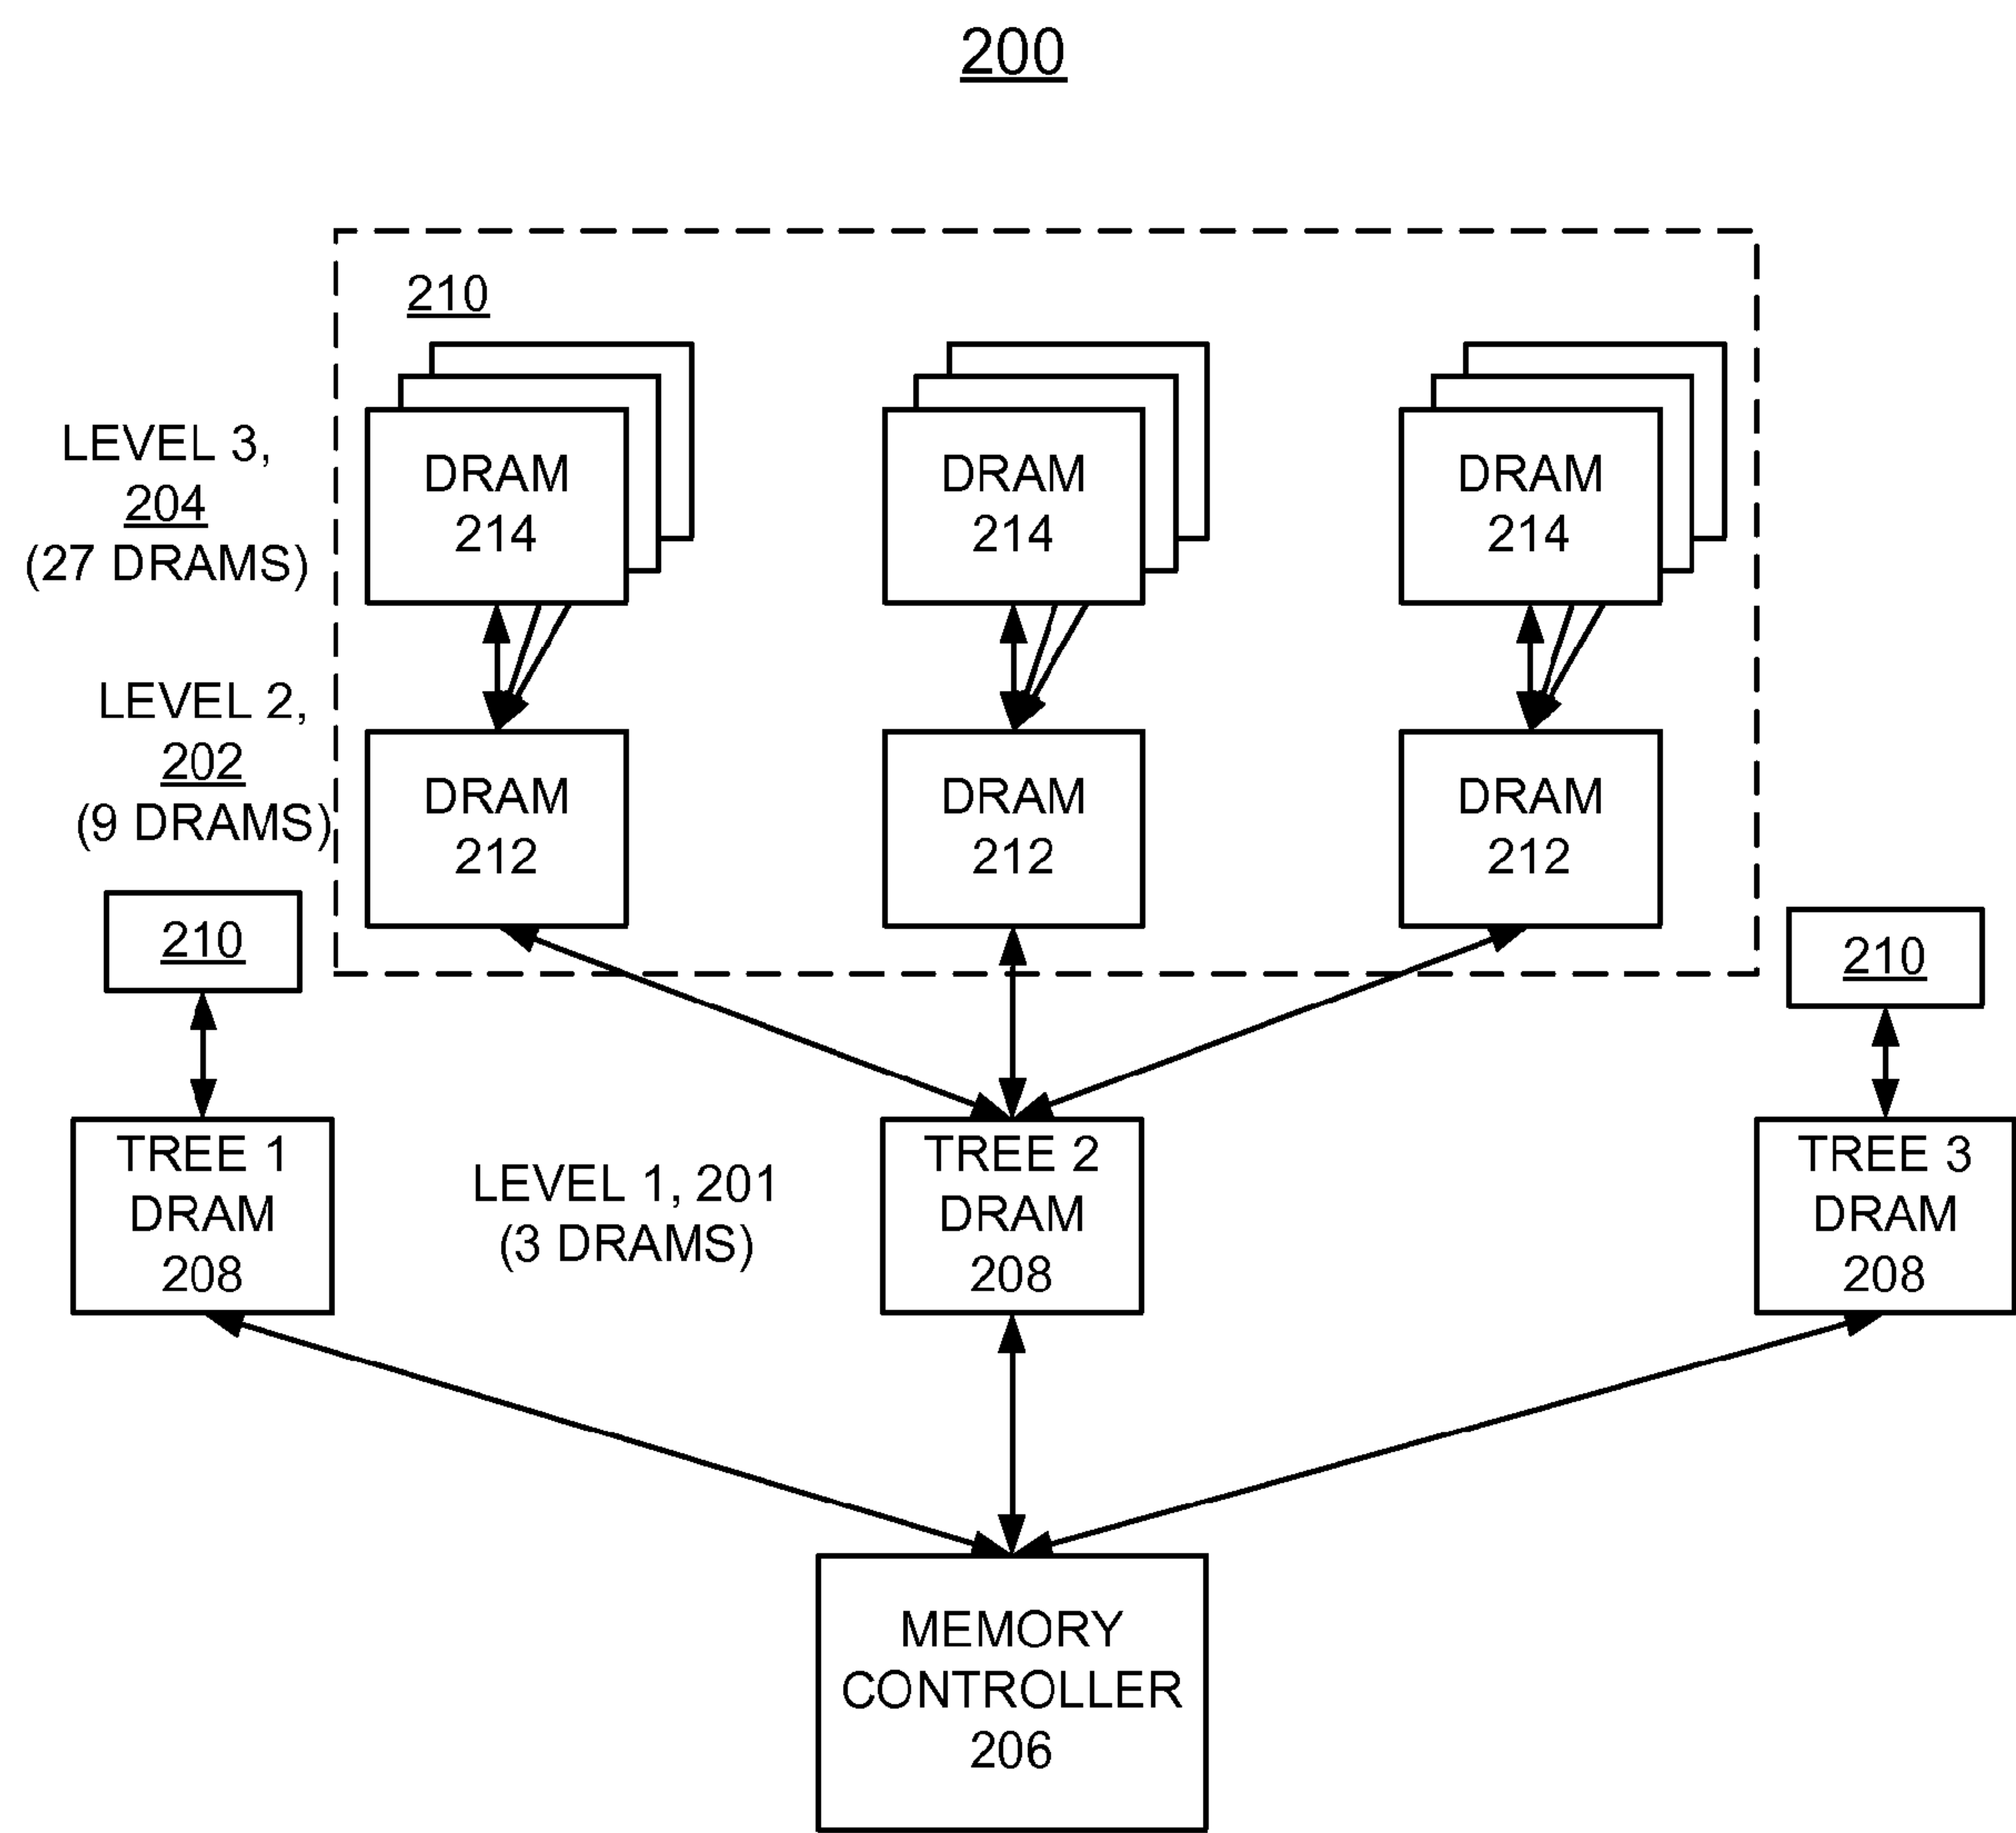 200
210
LEVEL 3,
204
(27 DRAMS)
DRAM
214
DRAM
214
DRAM
214
LEVEL 2,
202
(9 DRAMS)
DRAM
212
DRAM
212
DRAM
212
210
210
TREE 1
DRAM
208
LEVEL 1, 201
(3 DRAMS)
TREE 2
DRAM
208
TREE 3
DRAM
208
MEMORY
CONTROLLER
206